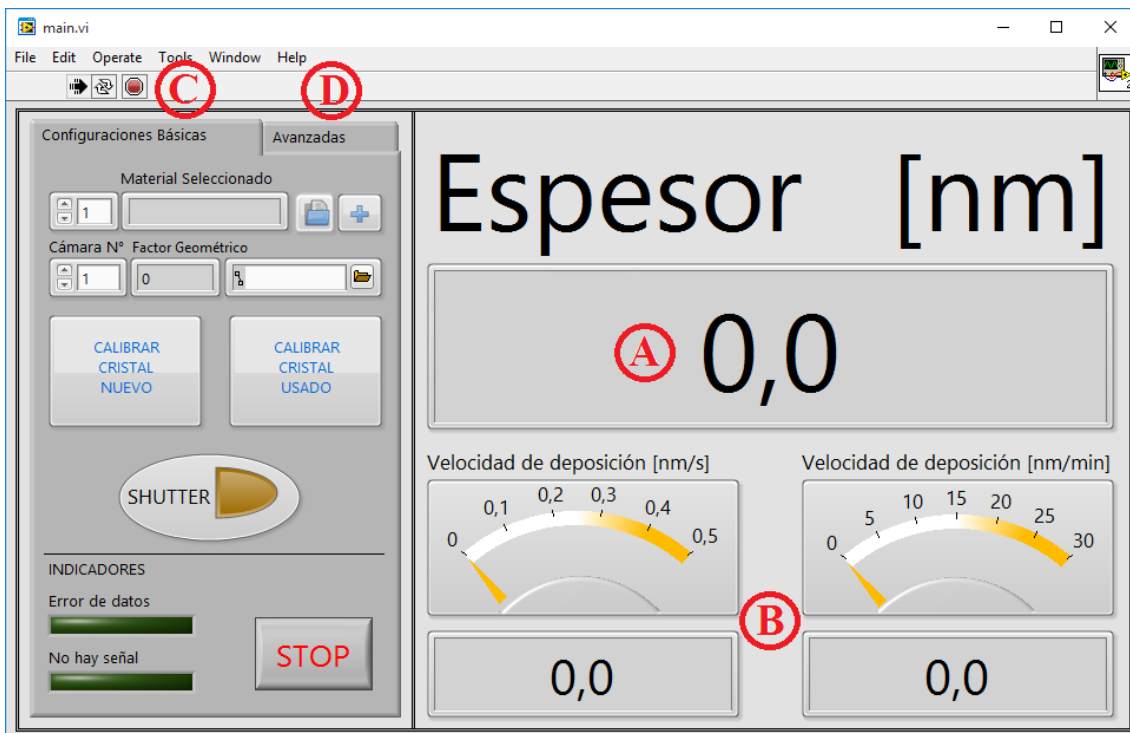 main.vi
File Edit Operate Tools Window Help
C
D
2
Configuraciones Básicas
Avanzadas
Material Seleccionado
1
Cámara N° Factor Geométrico
1
0
CALIBRAR
CRISTAL
NUEVO
CALIBRAR
CRISTAL
USADO
SHUTTER
INDICADORES
Error de datos
No hay señal
STOP
Espesor [nm]
A
0,0
Velocidad de deposición [nm/s]
0 0,1 0,2 0,3 0,4 0,5
0,0
B
Velocidad de deposición [nm/min]
0 5 10 15 20 25 30
0,0